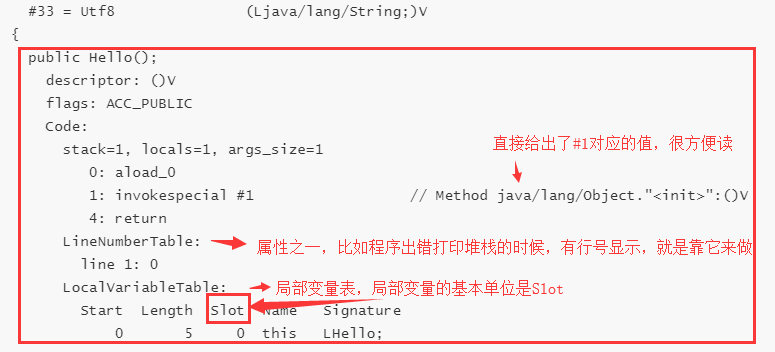 #33 = Utf8               (Ljava/lang/String;)V
{
public Hello();
descriptor: ()V
flags: ACC_PUBLIC
Code:
stack=1, locals=1, args_size=1
直接给出了#1对应的值，很方便读
0: aload_0
1: invokespecial #1                  // Method java/lang/Object."<init>":()V
4: return
LineNumberTable:
属性之一，比如程序出错打印堆栈的时候，有行号显示，就是靠它来做
line 1: 0
LocalVariableTable:
局部变量表，局部变量的基本单位是Slot
Start  Length  Slot  Name   Signature
0       5     0  this   LHello;